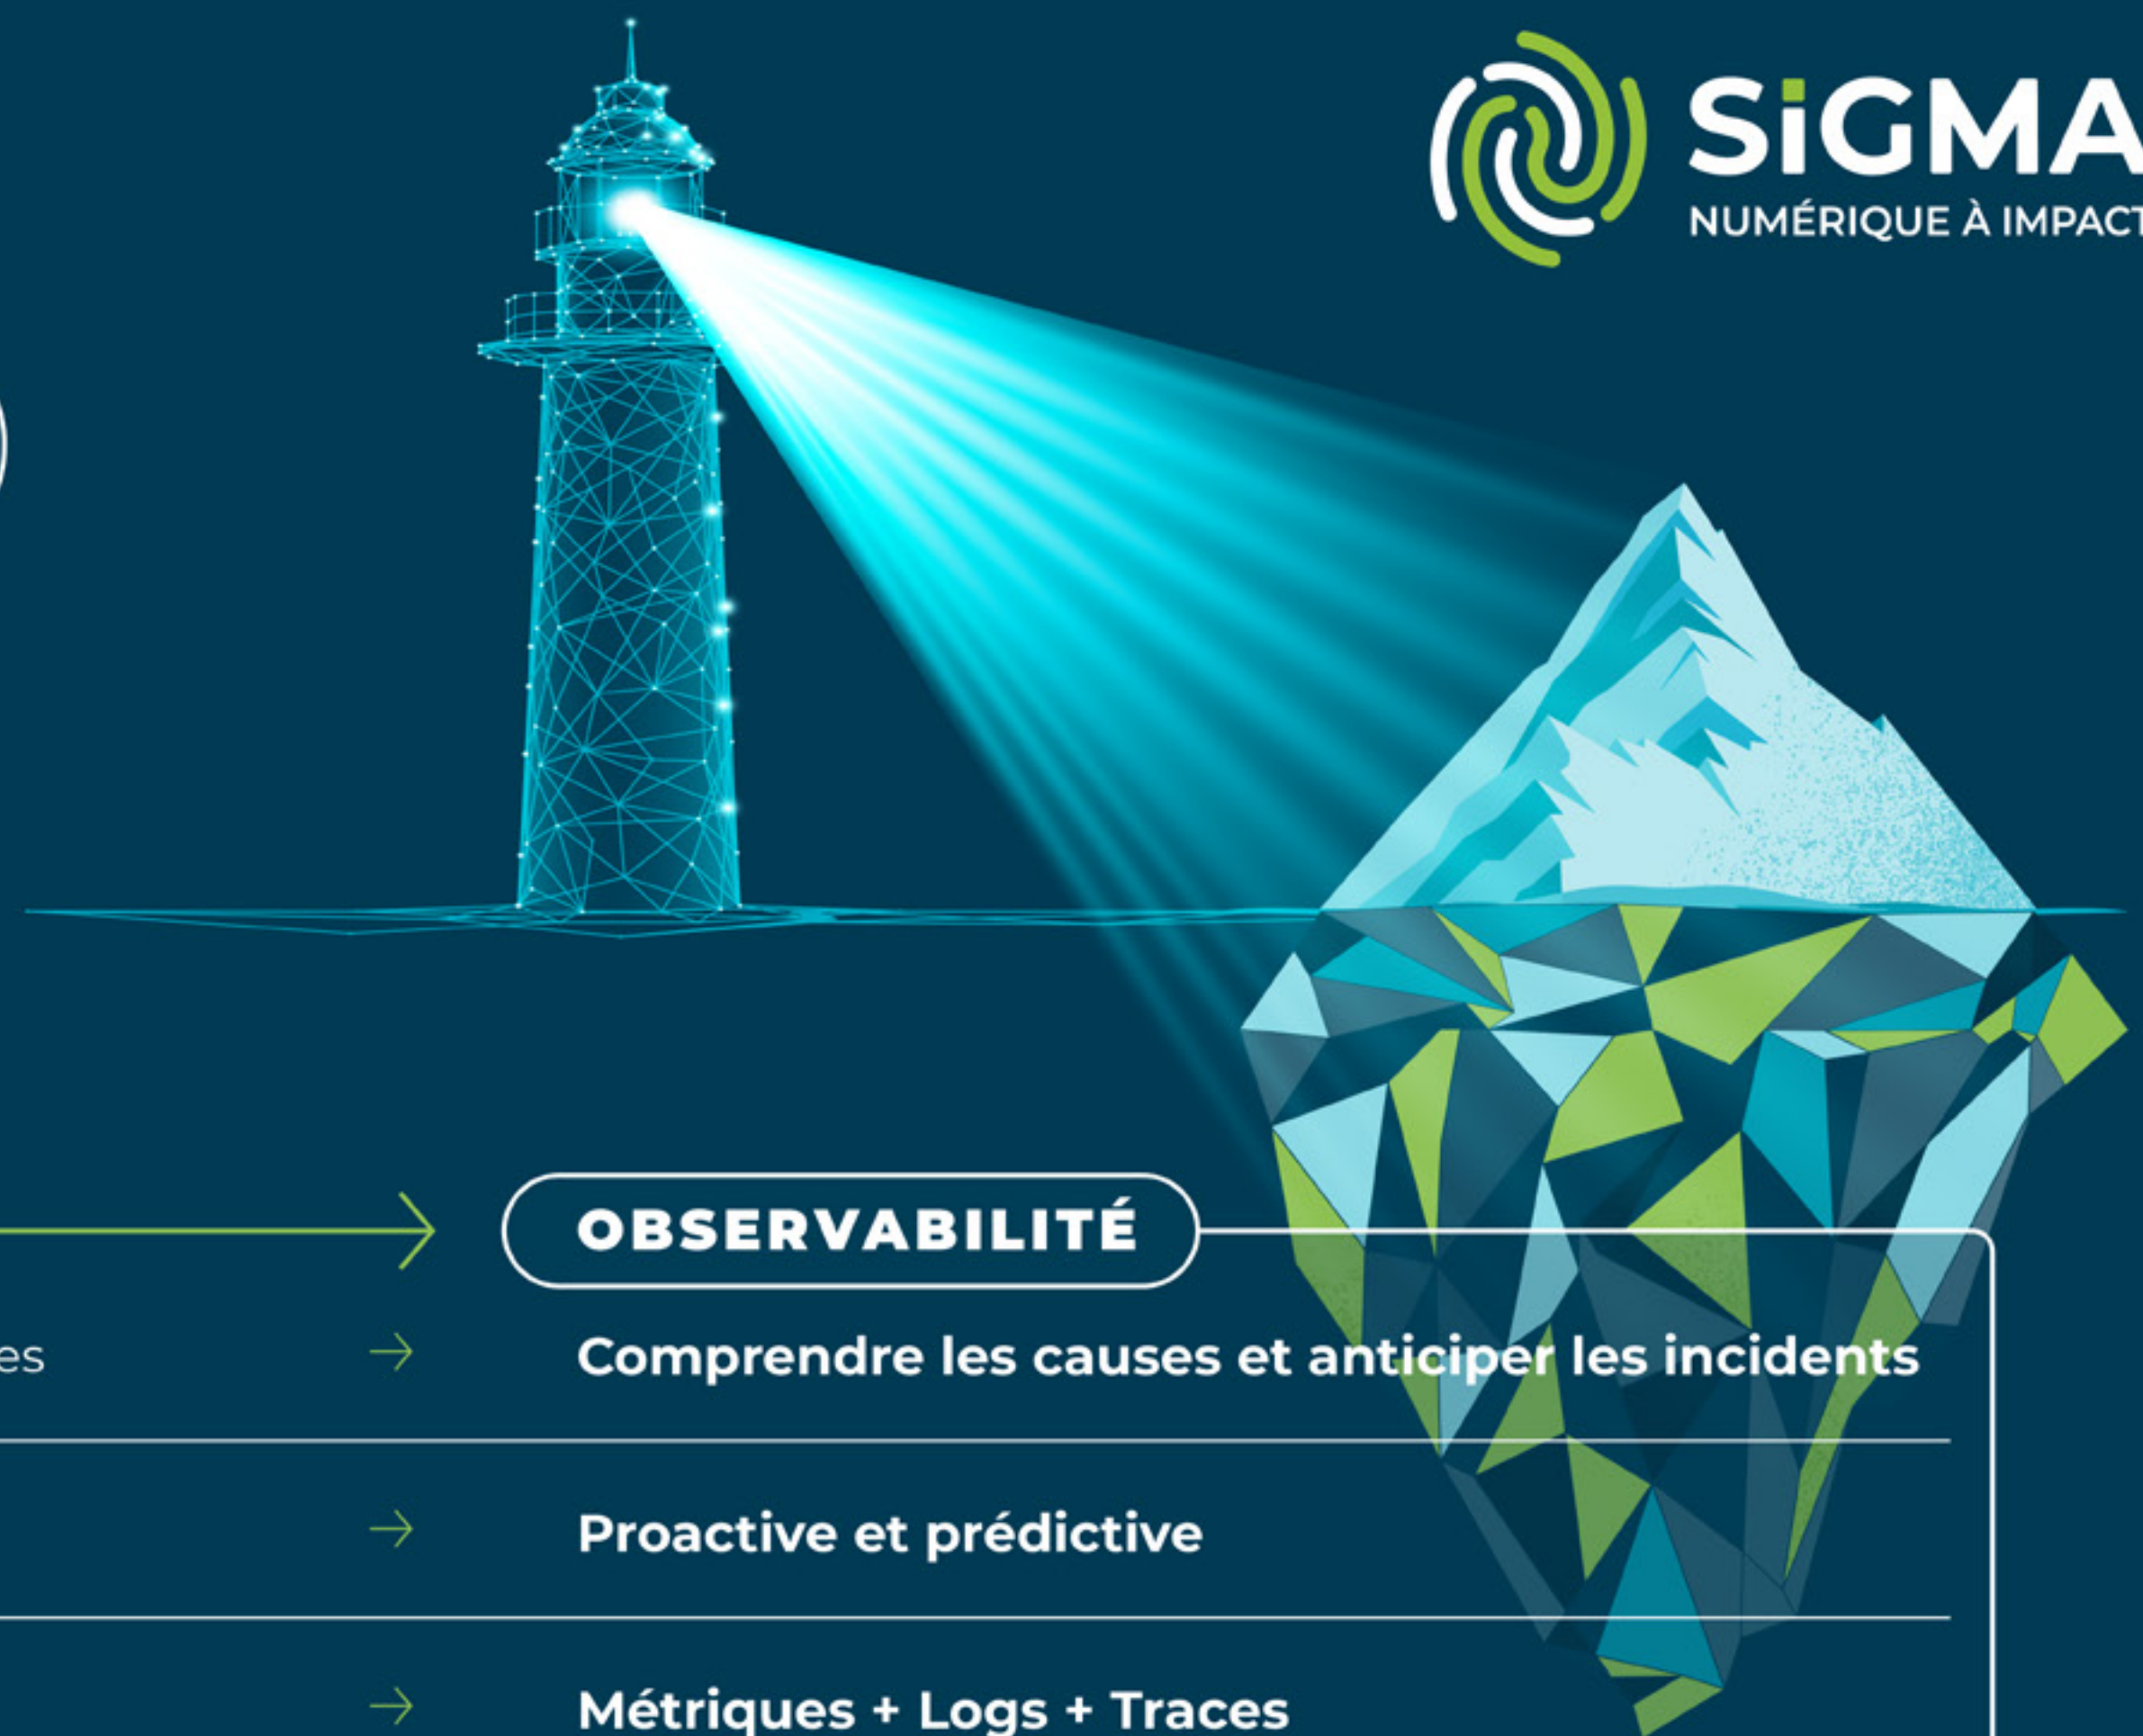 SiGMA
NUMÉRIQUE À IMPACT
OBSERVABILITÉ
es
Comprendre les causes et anticiper les incidents
Proactive et prédictive
Métriques + Logs + Traces